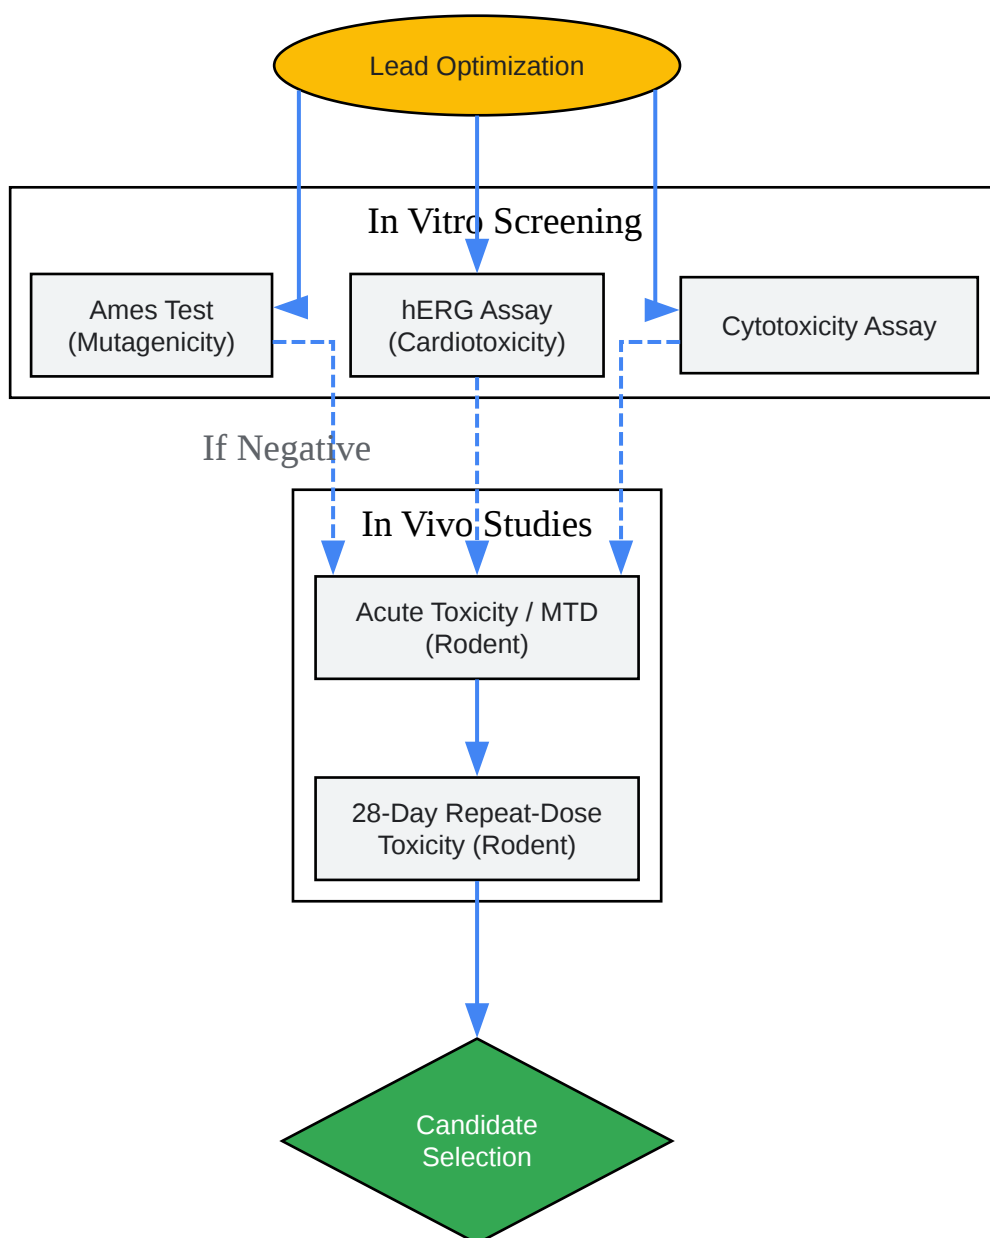 Lead Optimization
In Vitro Screening
Ames Test
(Mutagenicity)
hERG Assay
(Cardiotoxicity)
Cytotoxicity Assay
If Negative
In Vivo Studies
Acute Toxicity / MTD
(Rodent)
28-Day Repeat-Dose
Toxicity (Rodent)
Candidate
Selection